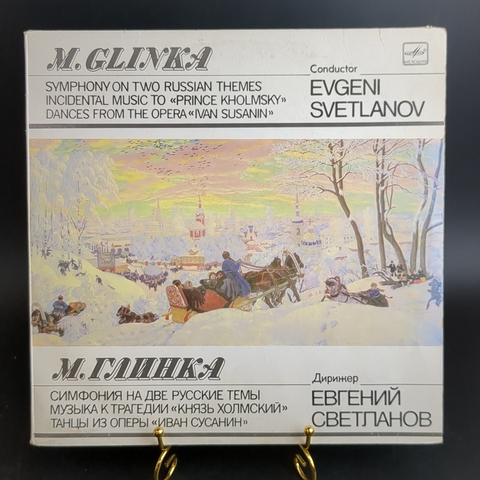 M. GLINKA
SYMPHONY ON TWO RUSSIAN THEMES
INCIDENTAL MUSIC TO «PRINCE KHOLMSKY»
DANCES FROM THE OPERA «IVAN SUSANIN»
Conductor
EVGENI
SVETLANOV
М. ГЛИНКА
СИМФОНИЯ НА ДВЕ РУССКИЕ ТЕМЫ
МУЗЫКА К ТРАГЕДИИ «КНЯЗЬ ХОЛМСКИЙ»
ТАНЦЫ ИЗ ОПЕРЫ «ИВАН СУСАНИН»
Дирижер
ЕВГЕНИЙ
СВЕТЛАНОВ